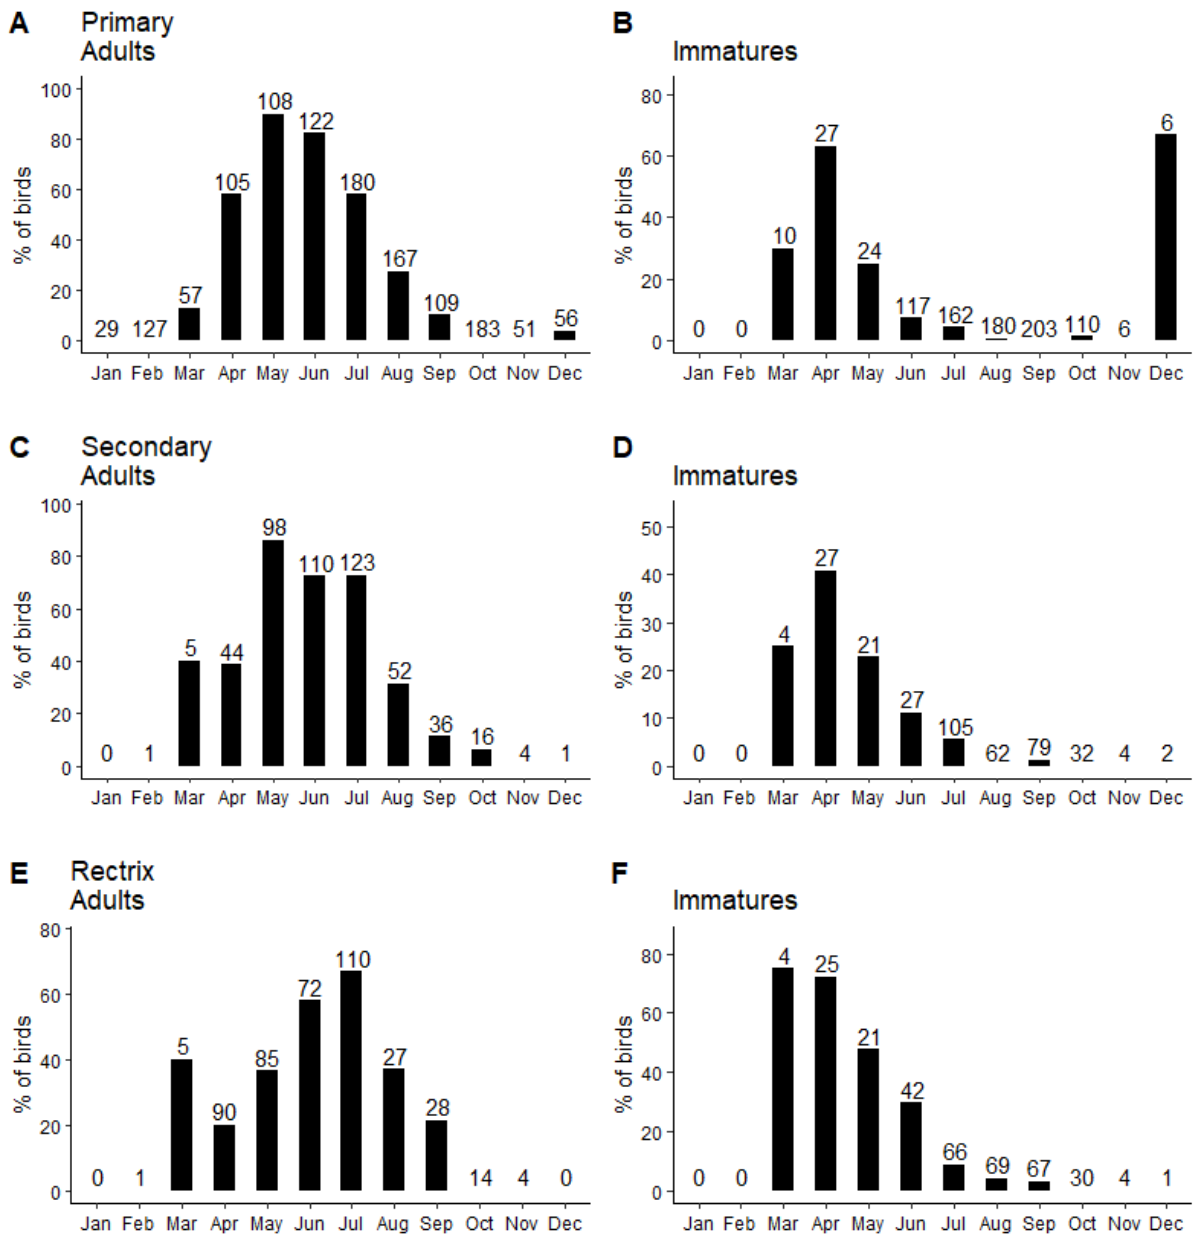 A
Primary
Adults
% of birds
100
80
60
40
20
0
29 127 57 105 108 122 180 167 109 183 51 56
Jan Feb Mar Apr May Jun Jul Aug Sep Oct Nov Dec
B
Immatures
% of birds
80
60
40
20
0
0 0 10 27 24 117 162 180 203 110 6 6
Jan Feb Mar Apr May Jun Jul Aug Sep Oct Nov Dec
C
Secondary
Adults
% of birds
100
80
60
40
20
0
0 1 5 44 98 110 123 52 36 16 4 1
Jan Feb Mar Apr May Jun Jul Aug Sep Oct Nov Dec
D
Immatures
% of birds
50
40
30
20
10
0
0 0 4 27 21 27 105 62 79 32 4 2
Jan Feb Mar Apr May Jun Jul Aug Sep Oct Nov Dec
E
Rectrix
Adults
% of birds
80
60
40
20
0
0 1 5 90 85 72 110 27 28 14 4 0
Jan Feb Mar Apr May Jun Jul Aug Sep Oct Nov Dec
F
Immatures
% of birds
80
60
40
20
0
0 0 4 25 21 42 66 69 67 30 4 1
Jan Feb Mar Apr May Jun Jul Aug Sep Oct Nov Dec